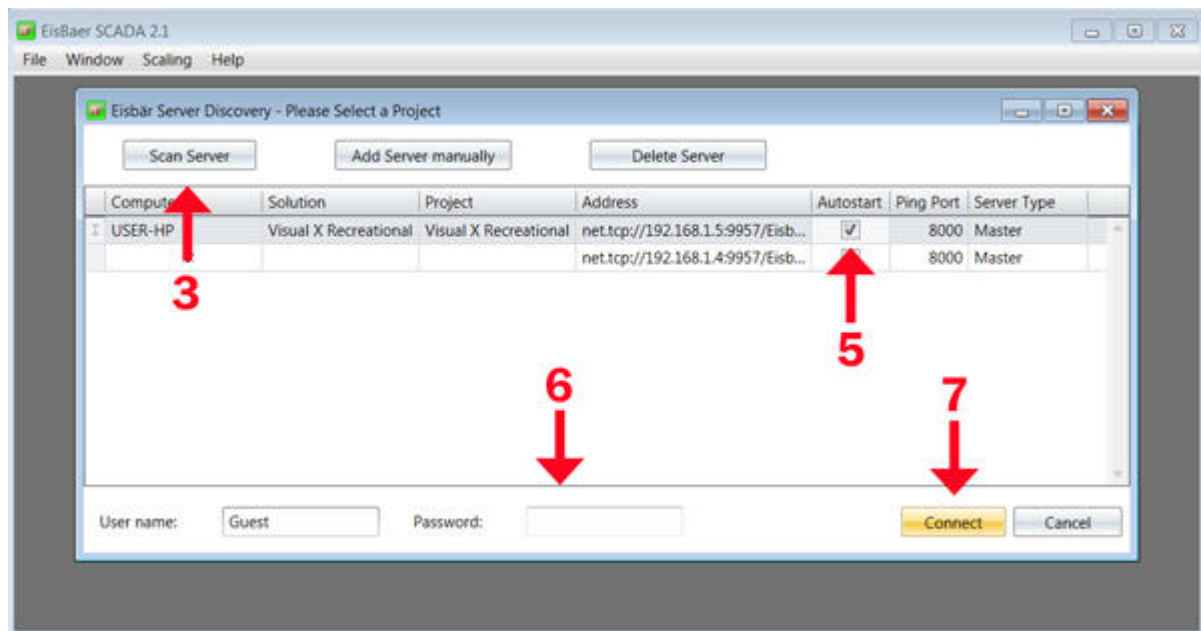 EisBaer SCADA 2.1
File Window Scaling Help
Eisbär Server Discovery - Please Select a Project
Scan Server Add Server manually Delete Server
Compute Solution Project Address Autostart Ping Port Server Type
USER-HP Visual X Recreational Visual X Recreational net.tcp://192.168.1.5:9957/Eisb... 8000 Master
net.tcp://192.168.1.4:9957/Eisb... 8000 Master
3
5
6
7
User name: Guest Password: Connect Cancel